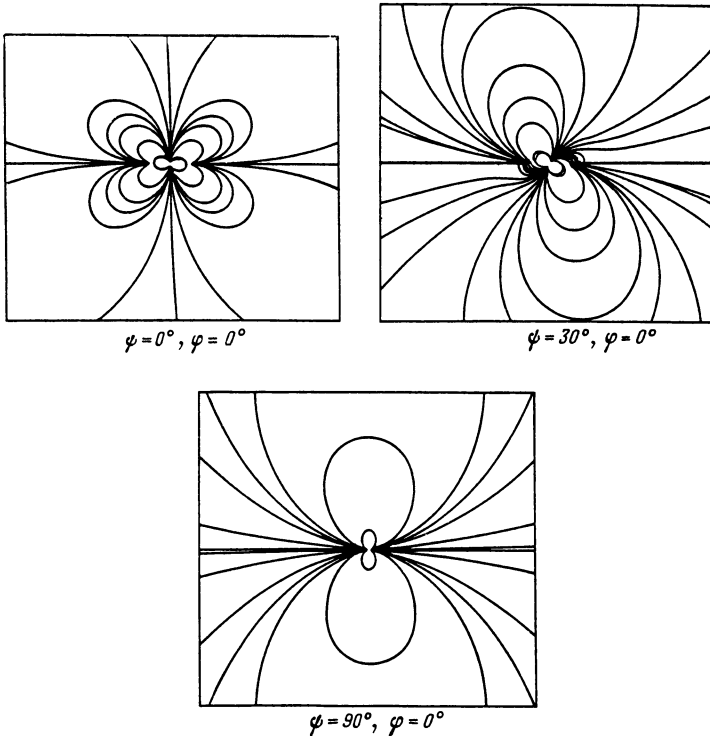 ψ = 0°, φ = 0°
ψ = 30°, φ = 0°
ψ = 90°, φ = 0°